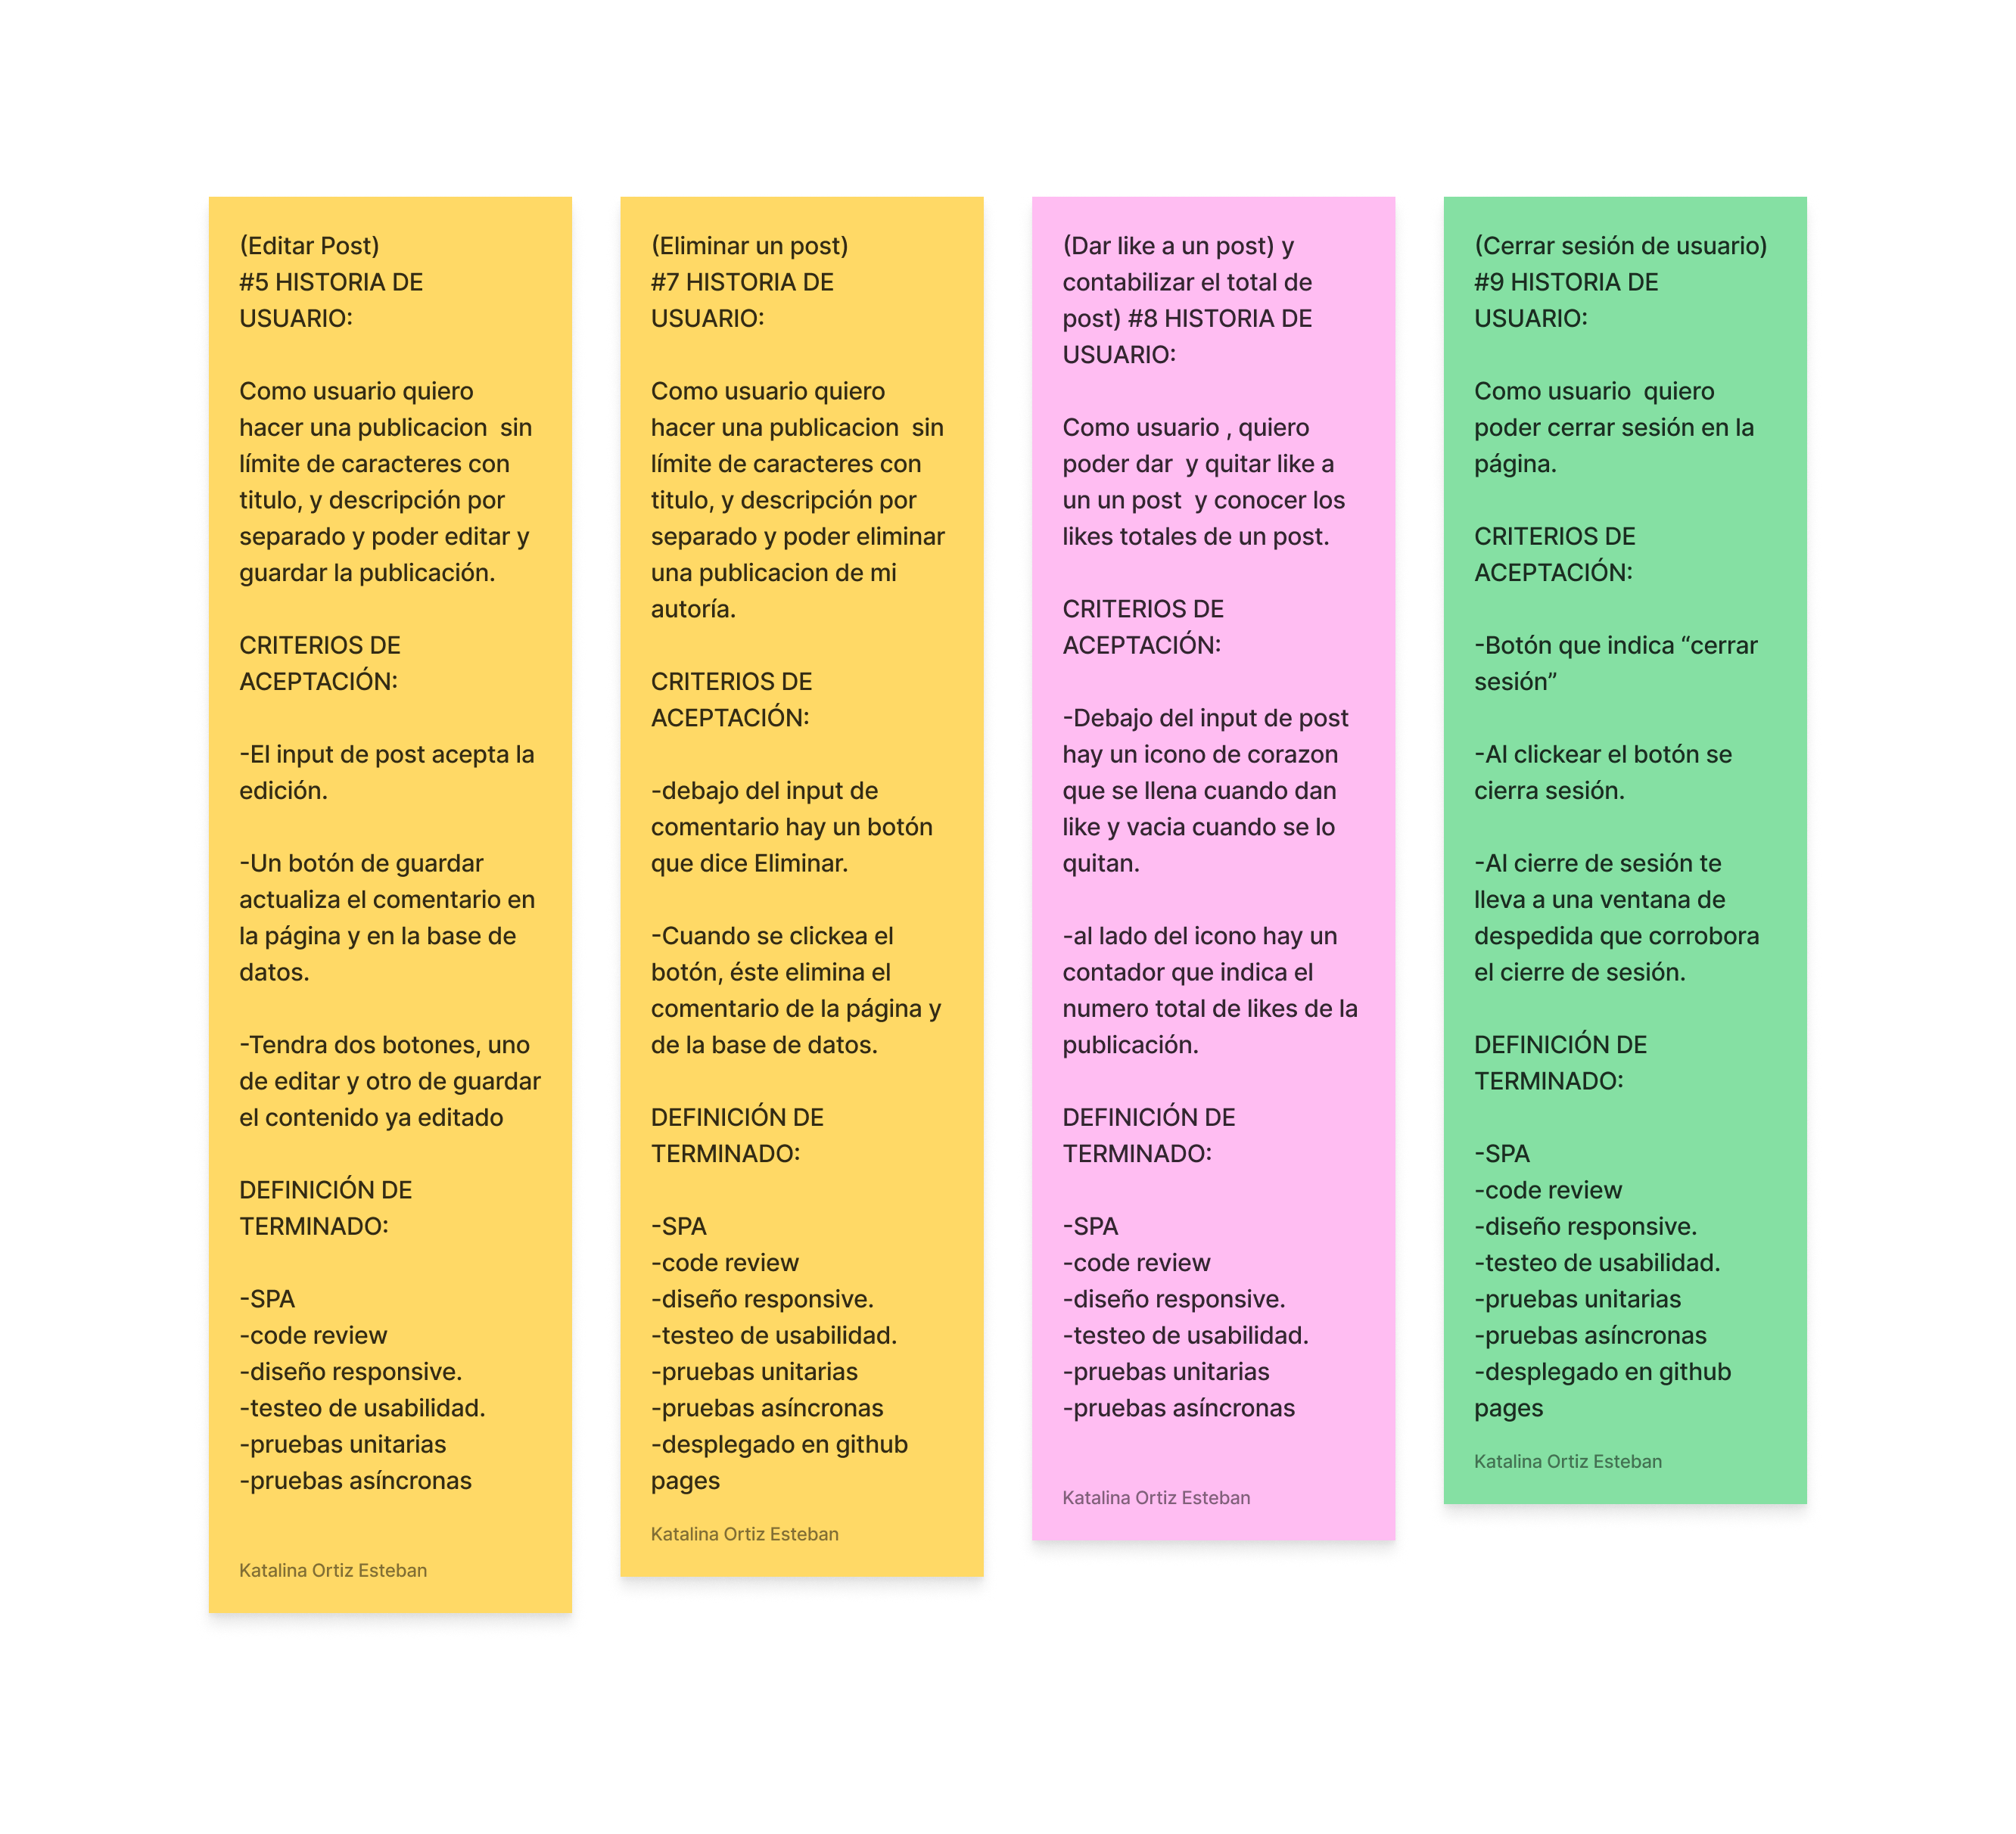 (Editar Post)
#5 HISTORIA DE
USUARIO:
Como usuario quiero
hacer una publicacion  sin
límite de caracteres con
titulo, y descripción por
separado y poder editar y
guardar la publicación.
CRITERIOS DE
ACEPTACIÓN:
-El input de post acepta la
edición.
-Un botón de guardar
actualiza el comentario en
la página y en la base de
datos.
-Tendra dos botones, uno
de editar y otro de guardar
el contenido ya editado
DEFINICIÓN DE
TERMINADO:
-SPA
-code review
-diseño responsive.
-testeo de usabilidad.
-pruebas unitarias
-pruebas asíncronas
Katalina Ortiz Esteban
(Eliminar un post)
#7 HISTORIA DE
USUARIO:
Como usuario quiero
hacer una publicacion  sin
límite de caracteres con
titulo, y descripción por
separado y poder eliminar
una publicacion de mi
autoría.
CRITERIOS DE
ACEPTACIÓN:
-debajo del input de
comentario hay un botón
que dice Eliminar.
-Cuando se clickea el
botón, éste elimina el
comentario de la página y
de la base de datos.
DEFINICIÓN DE
TERMINADO:
-SPA
-code review
-diseño responsive.
-testeo de usabilidad.
-pruebas unitarias
-pruebas asíncronas
-desplegado en github
pages
Katalina Ortiz Esteban
(Dar like a un post) y
contabilizar el total de
post) #8 HISTORIA DE
USUARIO:
Como usuario , quiero
poder dar  y quitar like a
un un post  y conocer los
likes totales de un post.
CRITERIOS DE
ACEPTACIÓN:
-Debajo del input de post
hay un icono de corazon
que se llena cuando dan
like y vacia cuando se lo
quitan.
-al lado del icono hay un
contador que indica el
numero total de likes de la
publicación.
DEFINICIÓN DE
TERMINADO:
-SPA
-code review
-diseño responsive.
-testeo de usabilidad.
-pruebas unitarias
-pruebas asíncronas
Katalina Ortiz Esteban
(Cerrar sesión de usuario)
#9 HISTORIA DE
USUARIO:
Como usuario  quiero
poder cerrar sesión en la
página.
CRITERIOS DE
ACEPTACIÓN:
-Botón que indica “cerrar
sesión”
-Al clickear el botón se
cierra sesión.
-Al cierre de sesión te
lleva a una ventana de
despedida que corrobora
el cierre de sesión.
DEFINICIÓN DE
TERMINADO:
-SPA
-code review
-diseño responsive.
-testeo de usabilidad.
-pruebas unitarias
-pruebas asíncronas
-desplegado en github
pages
Katalina Ortiz Esteban